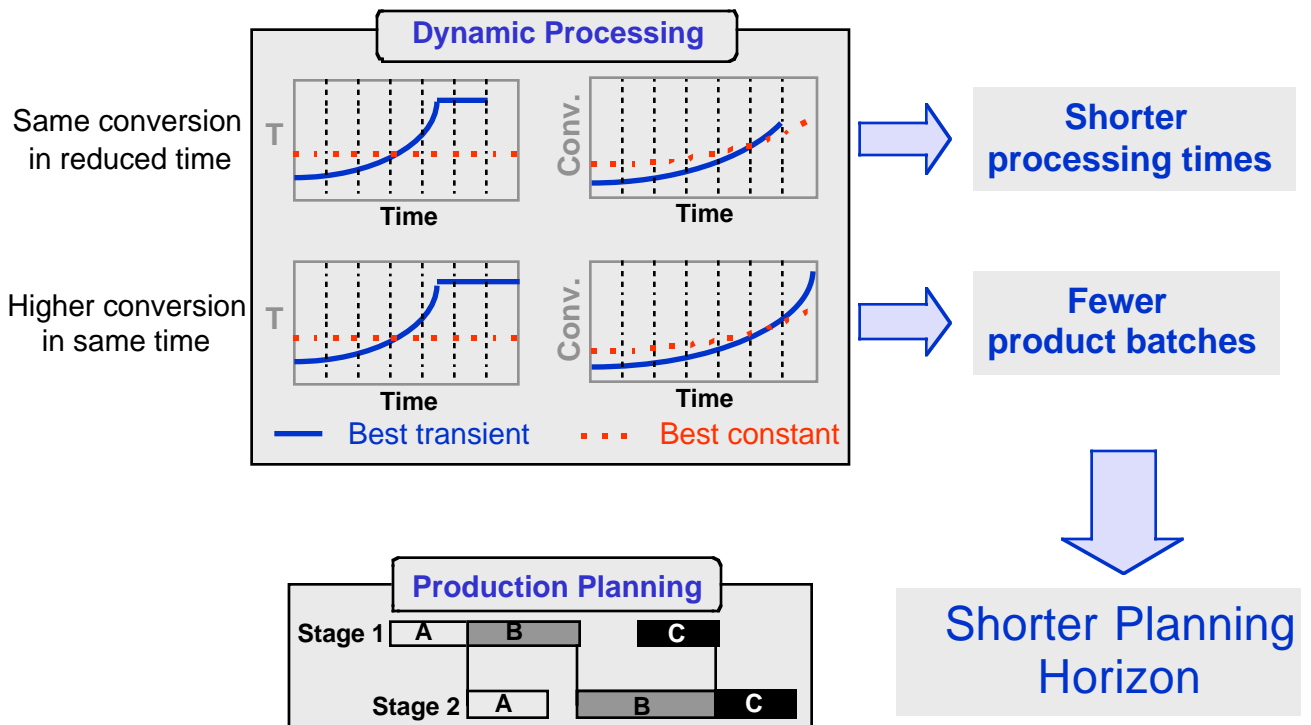 Dynamic Processing
Same conversion
in reduced time
T
Time
Conv.
Time
Shorter
processing times
Higher conversion
in same time
T
Time
Conv.
Time
Fewer
product batches
Best transient
Best constant
Production Planning
Stage 1
A
B
C
Stage 2
A
B
C
Shorter Planning
Horizon